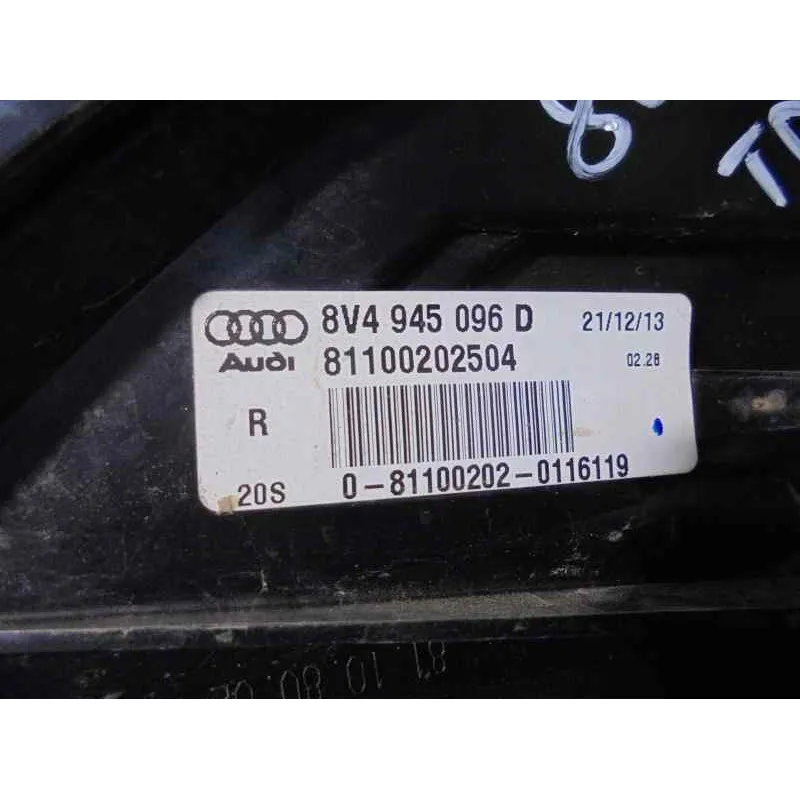 8V4 945 096 D 21/12/13
Audi 81100202504 02.28
R
20S 0-81100202-0116119